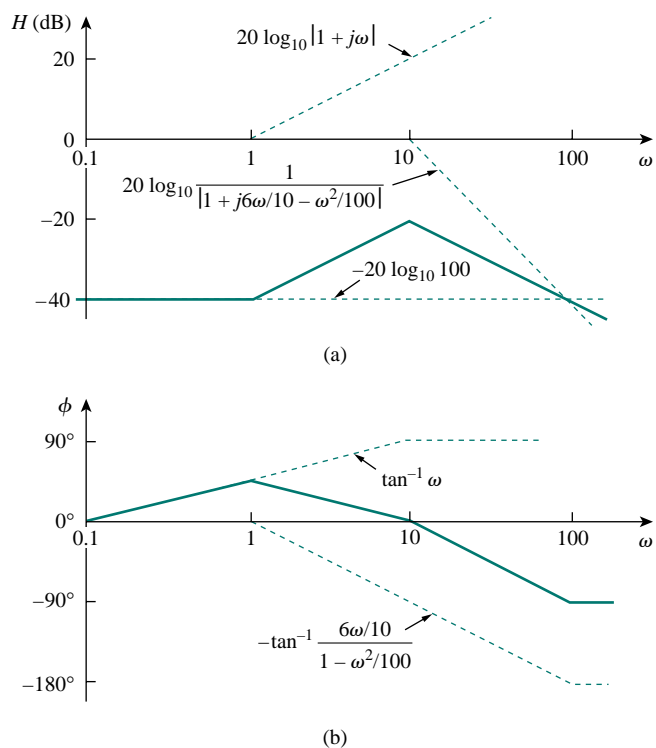 H (dB)
20 log₁₀ |1 + jω|
20
0
0.1
1
10
100
ω
20 log₁₀ 1 / |1 + j6ω/10 – ω²/100|
–20
–20 log₁₀ 100
–40
(a)
ϕ
90°
tan⁻¹ ω
0°
0.1
1
10
100
ω
–90°
–tan⁻¹ 6ω/10 / 1 – ω²/100
–180°
(b)